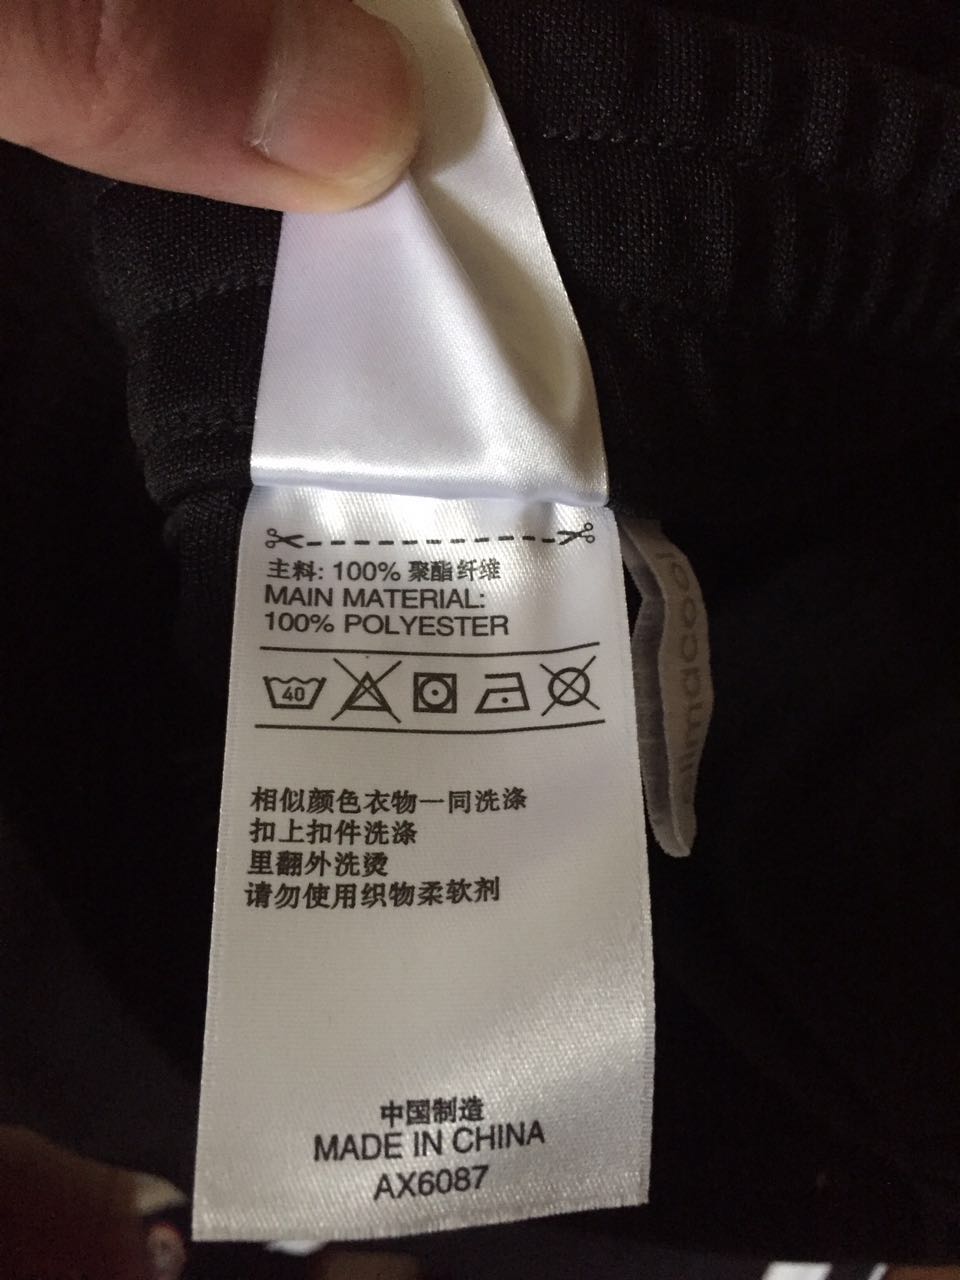 主料: 100% 聚酯纤维
MAIN MATERIAL:
100% POLYESTER
40
相似颜色衣物一同洗涤
扣上扣件洗涤
里翻外洗烫
请勿使用织物柔软剂
中国制造
MADE IN CHINA
AX6087
climacool